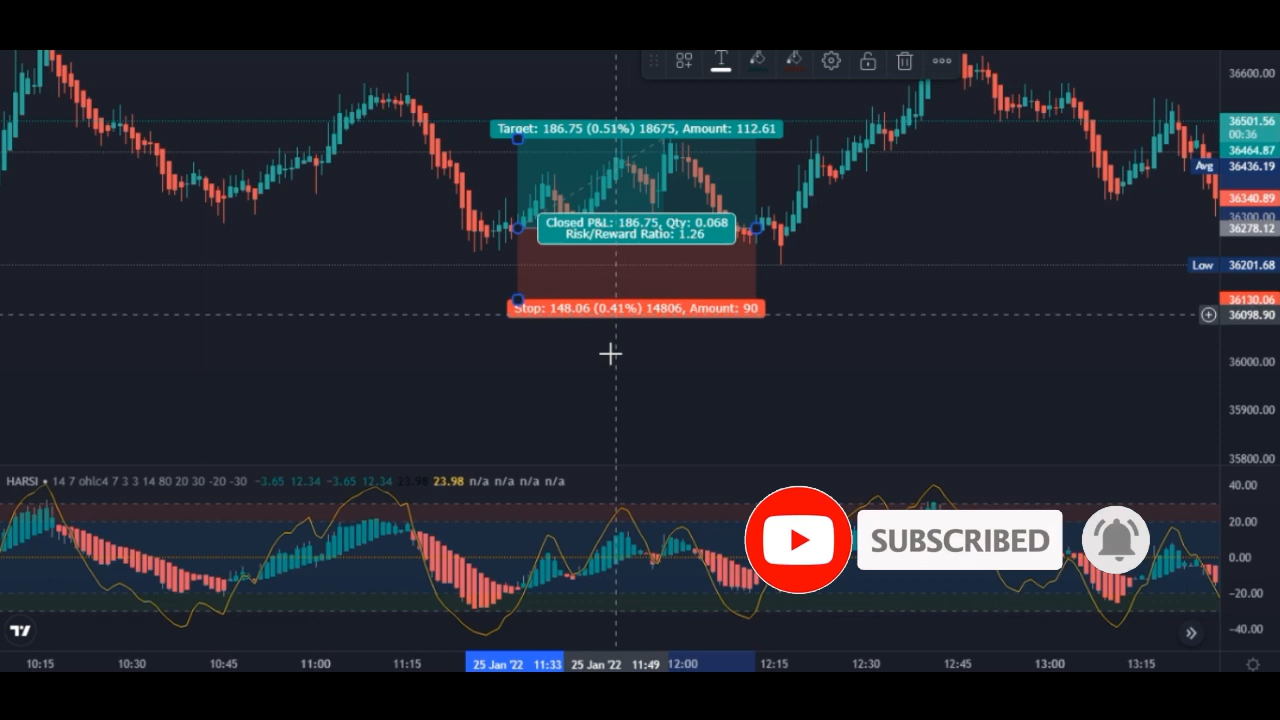 T
36600.00
Target: 186.75 (0.51%) 18675, Amount: 112.61
36501.56
00:36
36464.87
Avg 36436.19
36340.89
36300.00
Closed P&L: 186.75, Qty: 0.068
Risk/Reward Ratio: 1.26
36278.12
Low 36201.68
36130.06
Stop: 148.06 (0.41%) 14806, Amount: 90
36098.90
36000.00
35900.00
35800.00
HARSI • 14 7 ohlc4 7 3 3 14 80 20 30 -20 -30 −3.65 12.34 −3.65 12.34 23.98 23.98 n/a n/a n/a n/a
40.00
20.00
SUBSCRIBED
0.00
−20.00
−40.00
10:15 10:30 10:45 11:00 11:15 25 Jan '22 11:33 25 Jan '22 11:49 12:00 12:15 12:30 12:45 13:00 13:15